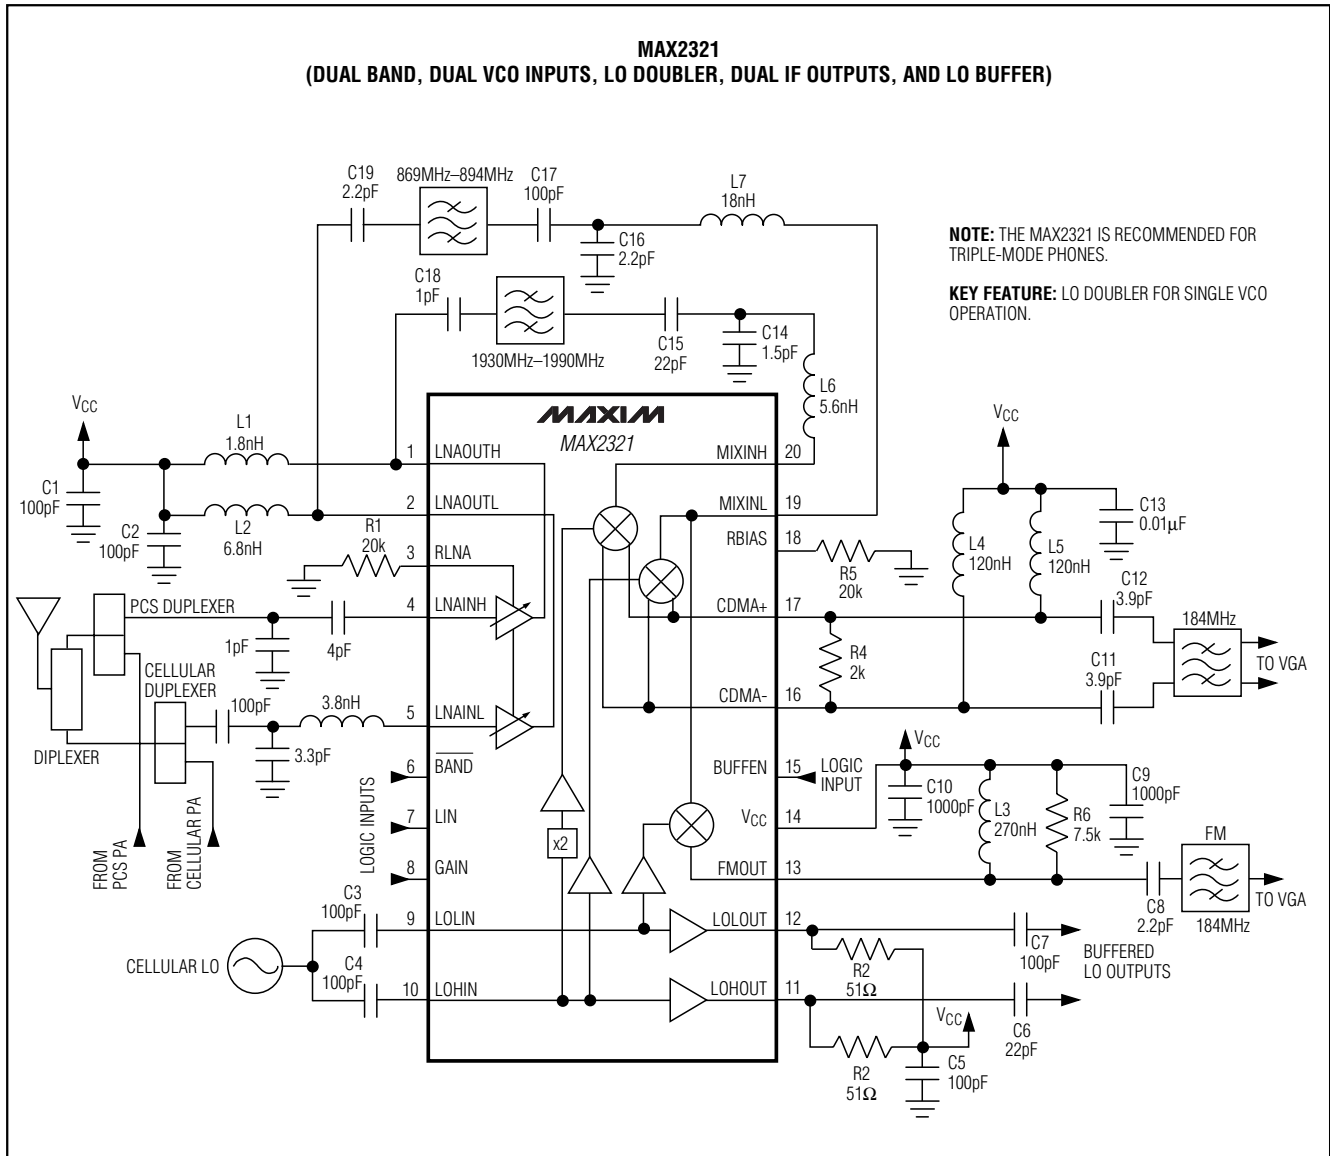 MAX2321
(DUAL BAND, DUAL VCO INPUTS, LO DOUBLER, DUAL IF OUTPUTS, AND LO BUFFER)
C19
2.2pF
869MHz–894MHz
C17
100pF
L7
18nH
C16
2.2pF
NOTE: THE MAX2321 IS RECOMMENDED FOR
TRIPLE-MODE PHONES.
KEY FEATURE: LO DOUBLER FOR SINGLE VCO
OPERATION.
C18
1pF
1930MHz–1990MHz
C15
22pF
C14
1.5pF
L6
5.6nH
VCC
L1
1.8nH
C1
100pF
C2
100pF
L2
6.8nH
R1
20k
MAXIM
MAX2321
1
LNAOUTH
2
LNAOUTL
3
RLNA
4
LNAINH
5
LNAINL
6
BAND
7
LIN
8
GAIN
9
LOLIN
10
LOHIN
MIXINH
20
MIXINL
19
RBIAS
18
CDMA+
17
CDMA-
16
BUFFEN
15
VCC
14
FMOUT
13
LOLOUT
12
LOHOUT
11
x2
PCS DUPLEXER
1pF
4pF
CELLULAR
DUPLEXER
100pF
3.8nH
3.3pF
DIPLEXER
FROM
PCS PA
FROM
CELLULAR PA
LOGIC INPUTS
C3
100pF
C4
100pF
CELLULAR LO
R5
20k
VCC
L4
120nH
L5
120nH
C13
0.01µF
C12
3.9pF
184MHz
TO VGA
R4
2k
C11
3.9pF
LOGIC
INPUT
VCC
C10
1000pF
L3
270nH
R6
7.5k
C9
1000pF
FM
TO VGA
C8
2.2pF
184MHz
C7
100pF
BUFFERED
LO OUTPUTS
R2
51Ω
VCC
C6
22pF
R2
51Ω
C5
100pF